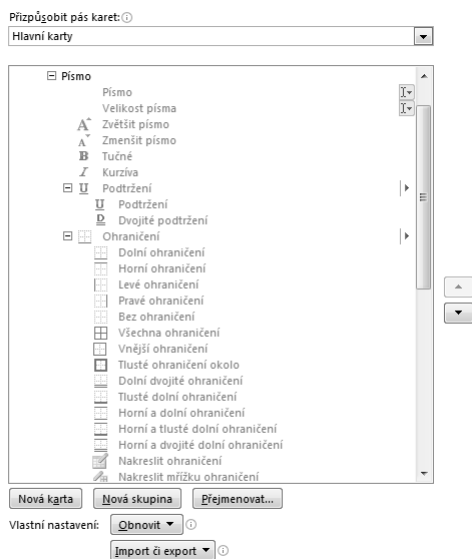 Přizpůsobit pás karet:
Hlavní karty
Písmo
Písmo
Velikost písma
Zvětšit písmo
Zmenšit písmo
B Tučné
I Kurzíva
U Podtržení
U Podtržení
D Dvojité podtržení
Ohraničení
Dolní ohraničení
Horní ohraničení
Levé ohraničení
Pravé ohraničení
Bez ohraničení
Všechna ohraničení
Vnější ohraničení
Tlusté ohraničení okolo
Dolní dvojité ohraničení
Tlusté dolní ohraničení
Horní a dolní ohraničení
Horní a tlusté dolní ohraničení
Horní a dvojité dolní ohraničení
Nakreslit ohraničení
Nakreslit mřížku ohraničení
Nová karta Nová skupina Přejmenovat...
Vlastní nastavení: Obnovit
Import či export